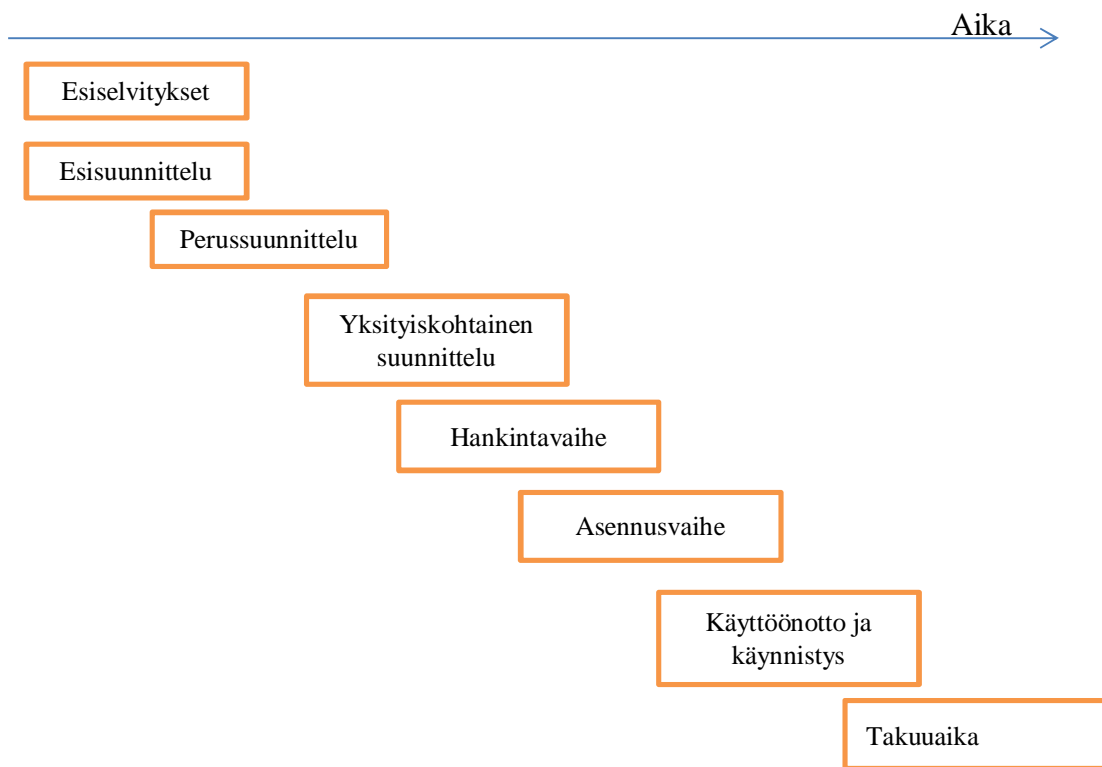 Aika
Esiselvitykset
Esisuunnittelu
Perussuunnittelu
Yksityiskohtainen
suunnittelu
Hankintavaihe
Asennusvaihe
Käyttöönotto ja
käynnistys
Takuuaika